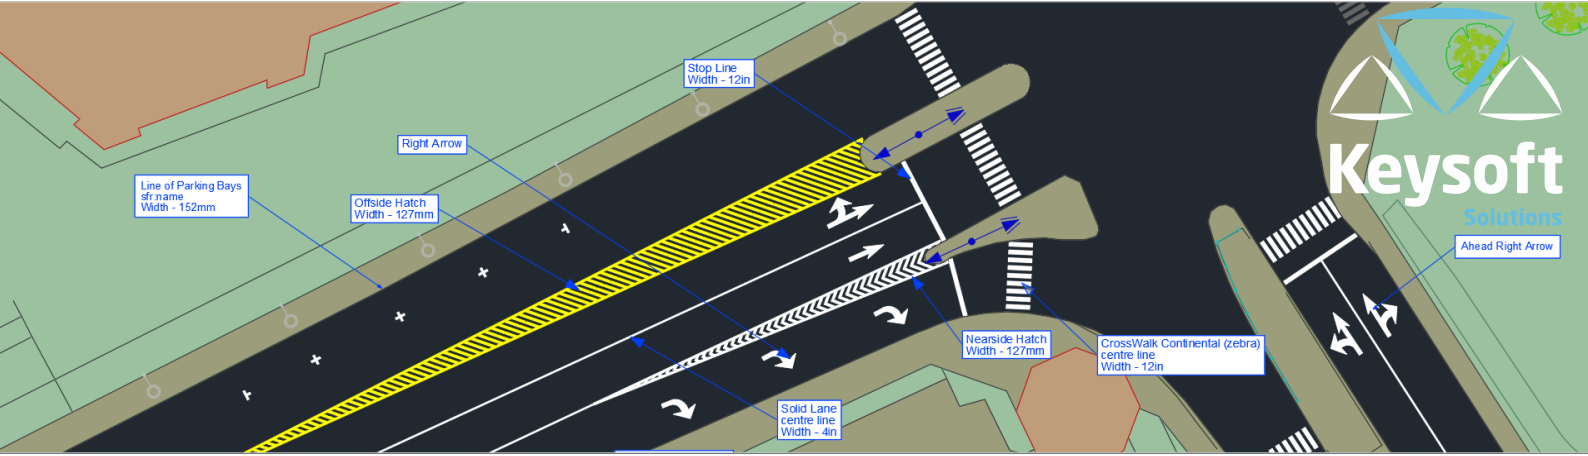 Stop Line
Width - 12in
Right Arrow
Line of Parking Bays
sfr:name
Width - 152mm
Offside Hatch
Width - 127mm
Keysoft
Solutions
Ahead Right Arrow
Nearside Hatch
Width - 127mm
CrossWalk Continental (zebra)
centre line
Width - 12in
Solid Lane
centre line
Width - 4in